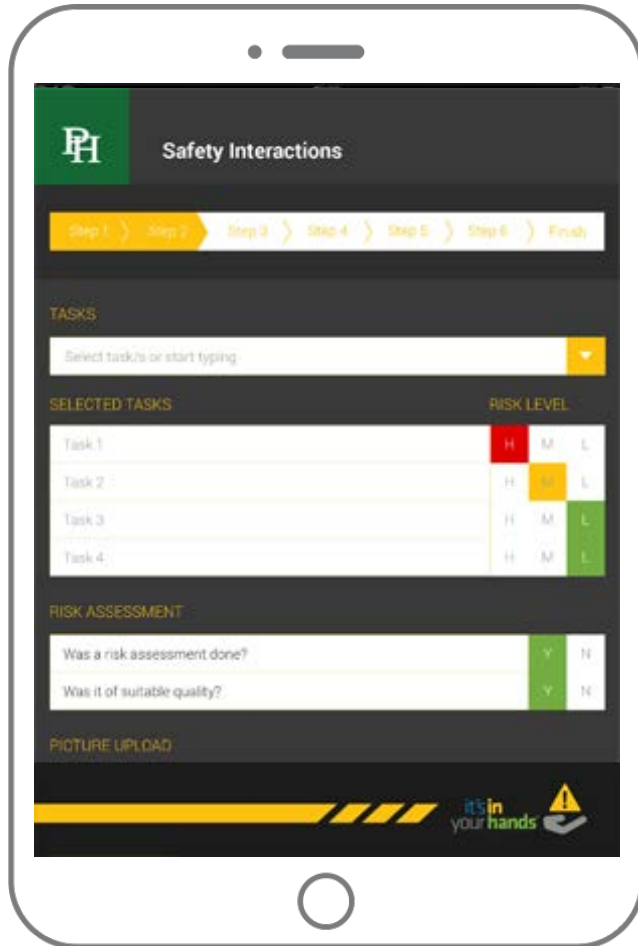 PH
Safety Interactions
Step 1 Step 2 Step 3 Step 4 Step 5 Step 6 Finish
TASKS
Select task/s or start typing
SELECTED TASKS RISK LEVEL
Task 1 H M L
Task 2 H M L
Task 3 H M L
Task 4 H M L
RISK ASSESSMENT
Was a risk assessment done? Y N
Was it of suitable quality? Y N
PICTURE UPLOAD
it's in
your hands